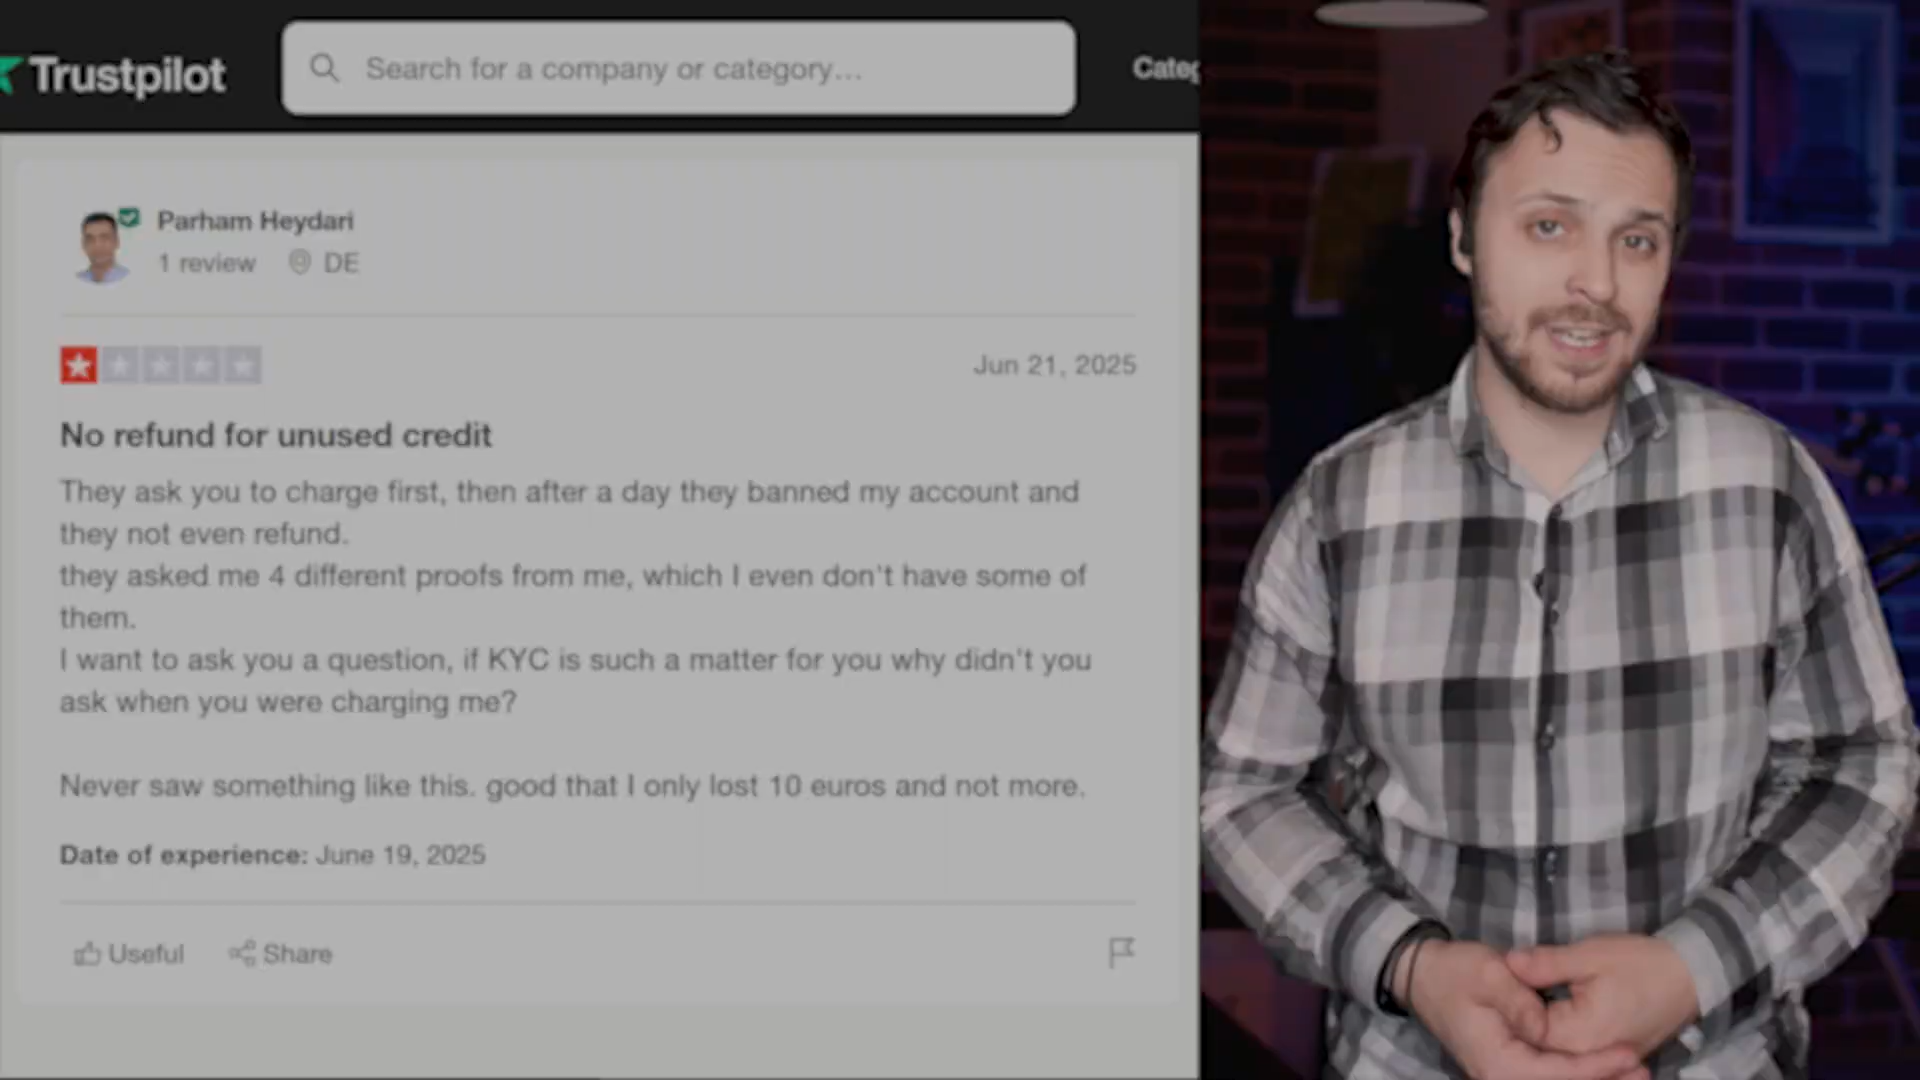 Trustpilot
Search for a company or category...
Categ
Parham Heydari
1 review DE
Jun 21, 2025
No refund for unused credit
They ask you to charge first, then after a day they banned my account and
they not even refund.
they asked me 4 different proofs from me, which I even don't have some of
them.
I want to ask you a question, if KYC is such a matter for you why didn't you
ask when you were charging me?
Never saw something like this. good that I only lost 10 euros and not more.
Date of experience: June 19, 2025
Useful Share